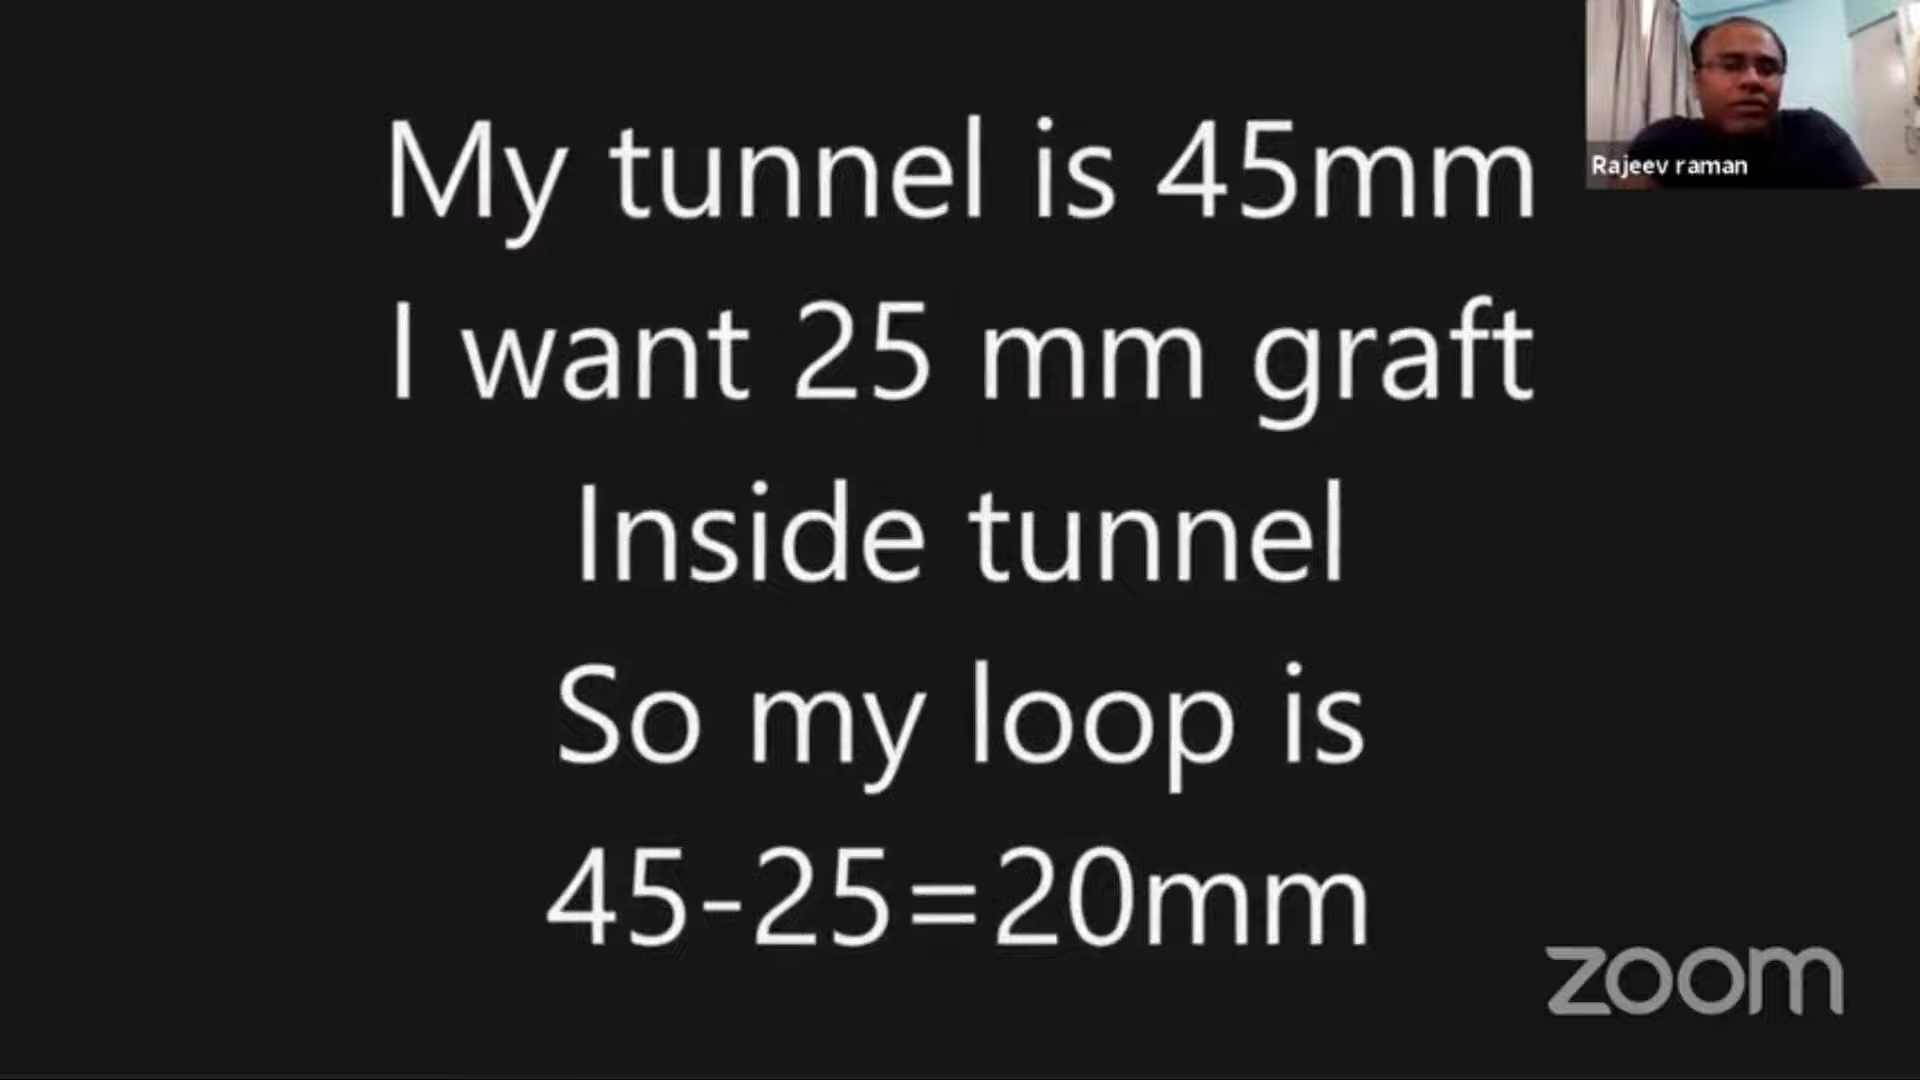 My tunnel is 45mm
I want 25 mm graft
Inside tunnel
So my loop is
45-25=20mm
Rajeev raman
zoom